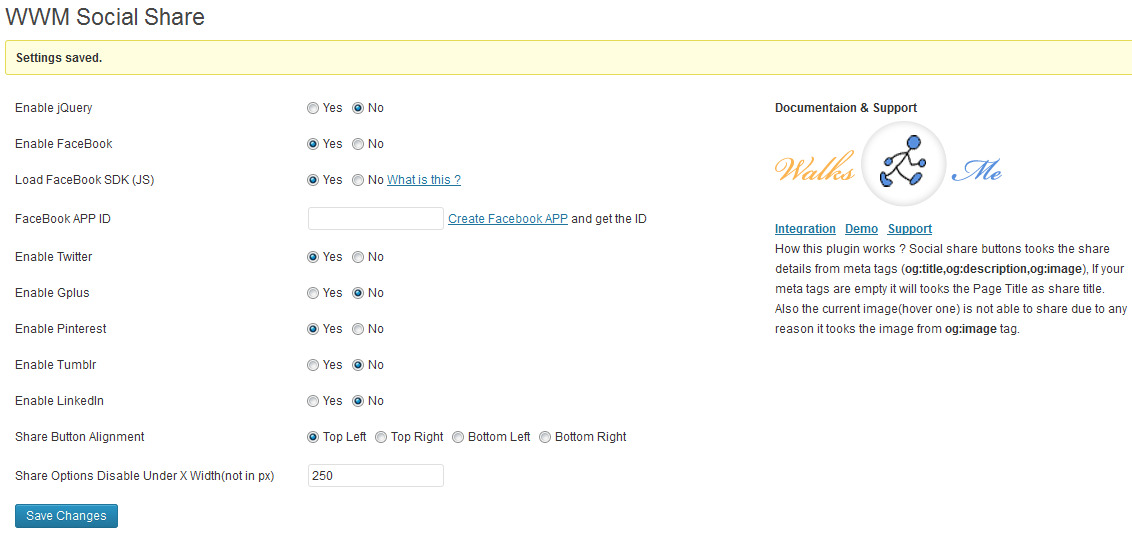 WWM Social Share
Settings saved.
Enable jQuery Yes No
Enable FaceBook Yes No
Load FaceBook SDK (JS) Yes No What is this ?
FaceBook APP ID Create Facebook APP and get the ID
Enable Twitter Yes No
Enable Gplus Yes No
Enable Pinterest Yes No
Enable Tumblr Yes No
Enable LinkedIn Yes No
Share Button Alignment Top Left Top Right Bottom Left Bottom Right
Share Options Disable Under X Width(not in px) 250
Save Changes
Documentaion & Support
Walks Me
Integration Demo Support
How this plugin works ? Social share buttons tooks the share
details from meta tags (og:title,og:description,og:image), If your
meta tags are empty it will tooks the Page Title as share title.
Also the current image(hover one) is not able to share due to any
reason it tooks the image from og:image tag.